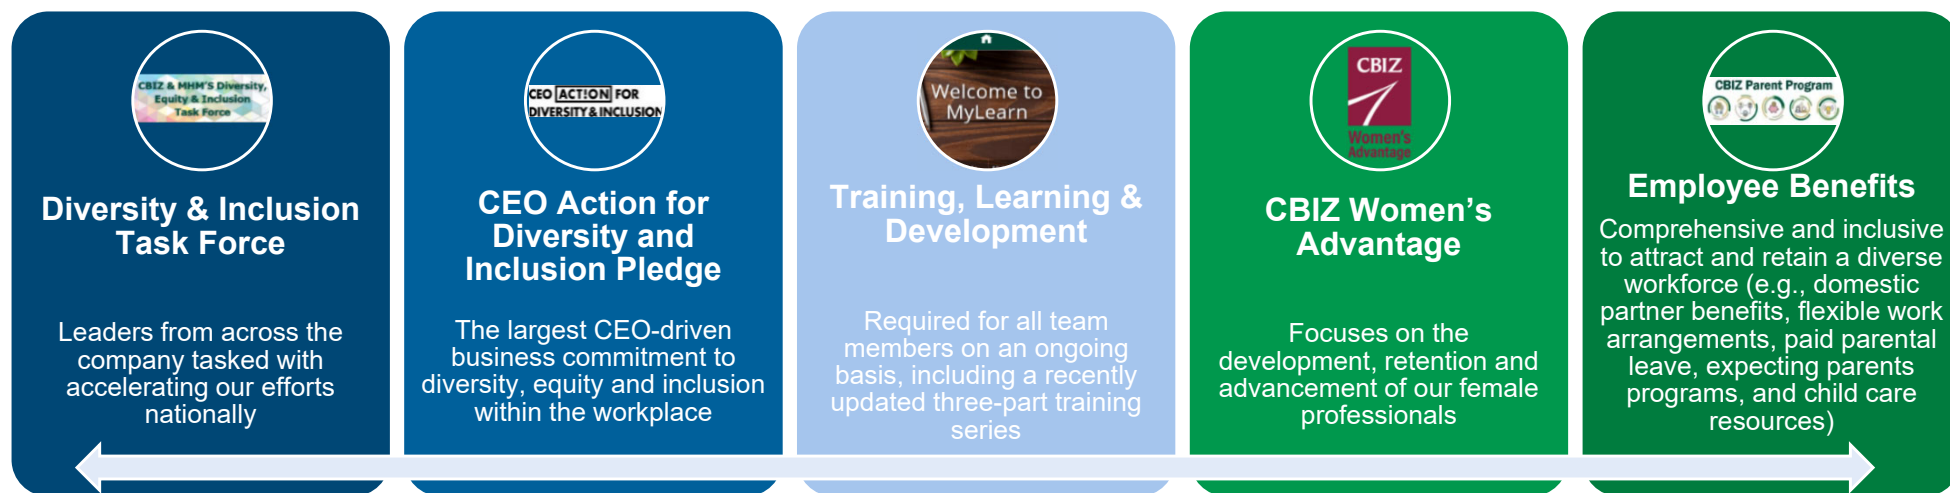 CBIZ & MHM'S Diversity,
Equity & Inclusion
Task Force
Diversity & Inclusion
Task Force
Leaders from across the
company tasked with
accelerating our efforts
nationally
CEO ACT!ON FOR
DIVERSITY & INCLUSION
CEO Action for
Diversity and
Inclusion Pledge
The largest CEO-driven
business commitment to
diversity, equity and inclusion
within the workplace
Welcome to
MyLearn
Training, Learning &
Development
Required for all team
members on an ongoing
basis, including a recently
updated three-part training
series
CBIZ
Women's
Advantage
CBIZ Women’s
Advantage
Focuses on the
development, retention and
advancement of our female
professionals
CBIZ Parent Program
Employee Benefits
Comprehensive and inclusive
to attract and retain a diverse
workforce (e.g., domestic
partner benefits, flexible work
arrangements, paid parental
leave, expecting parents
programs, and child care
resources)